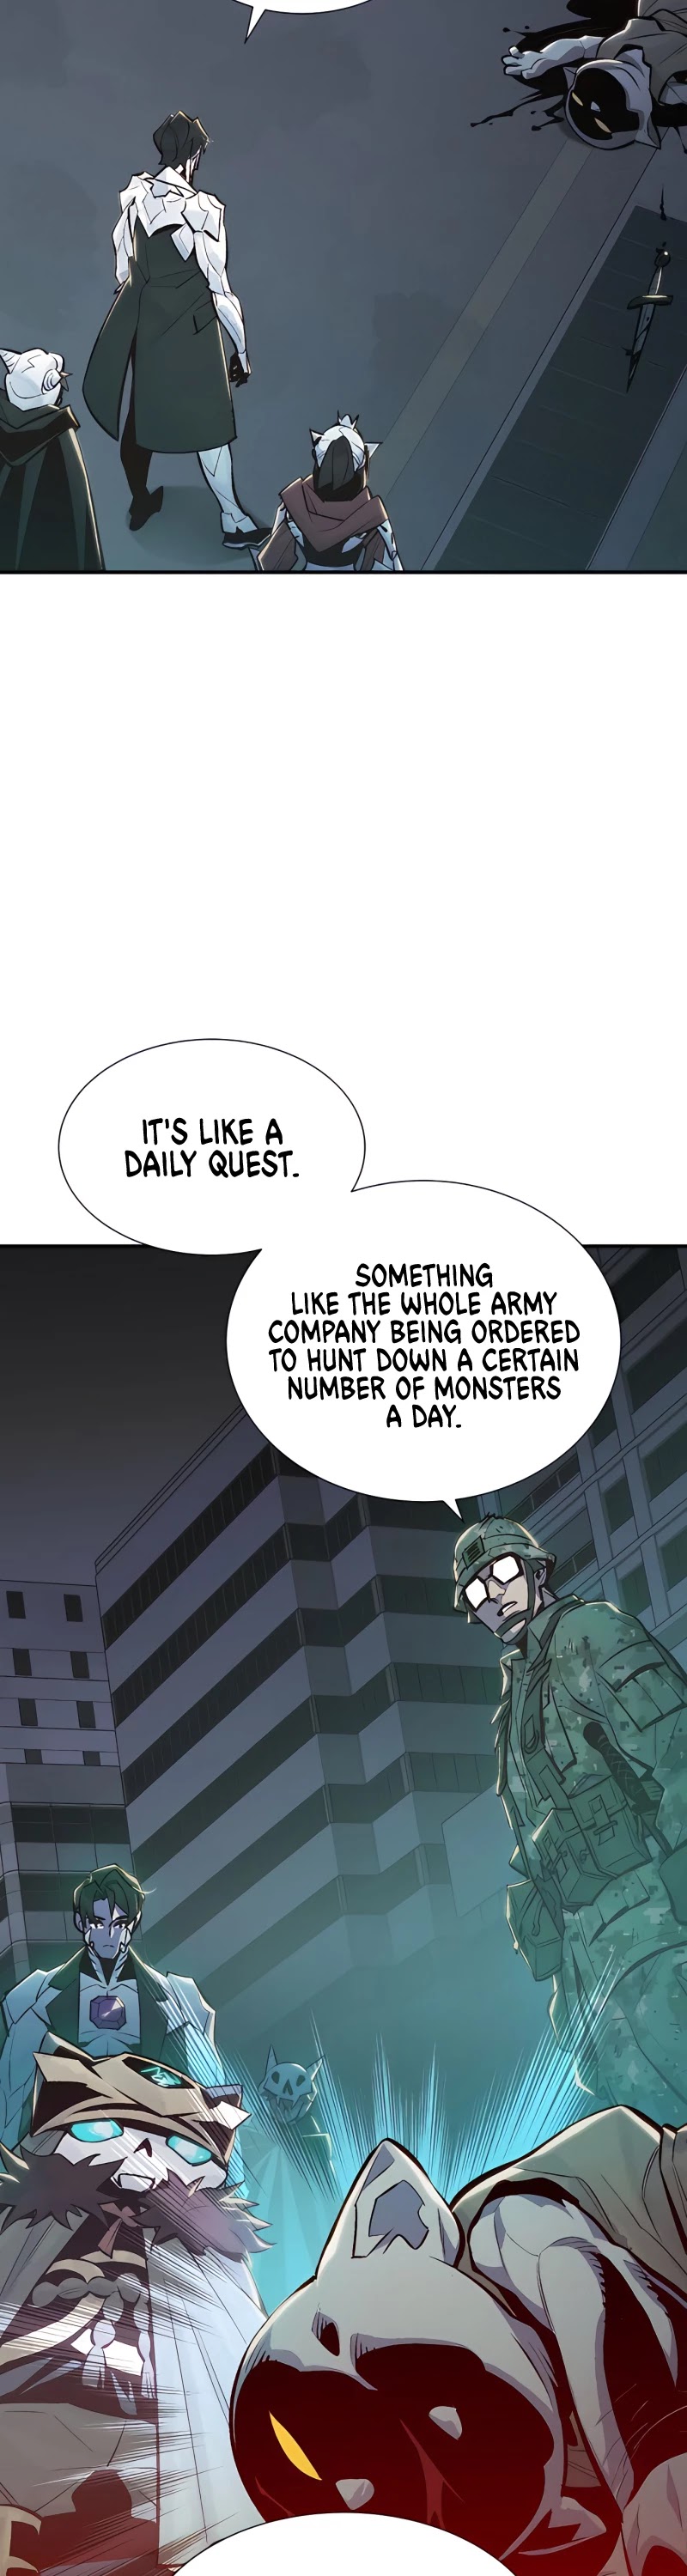 IT'S LIKE A
DAILY QUEST.
SOMETHING
LIKE THE WHOLE ARMY
COMPANY BEING ORDERED
TO HUNT DOWN A CERTAIN
NUMBER OF MONSTERS
A DAY.